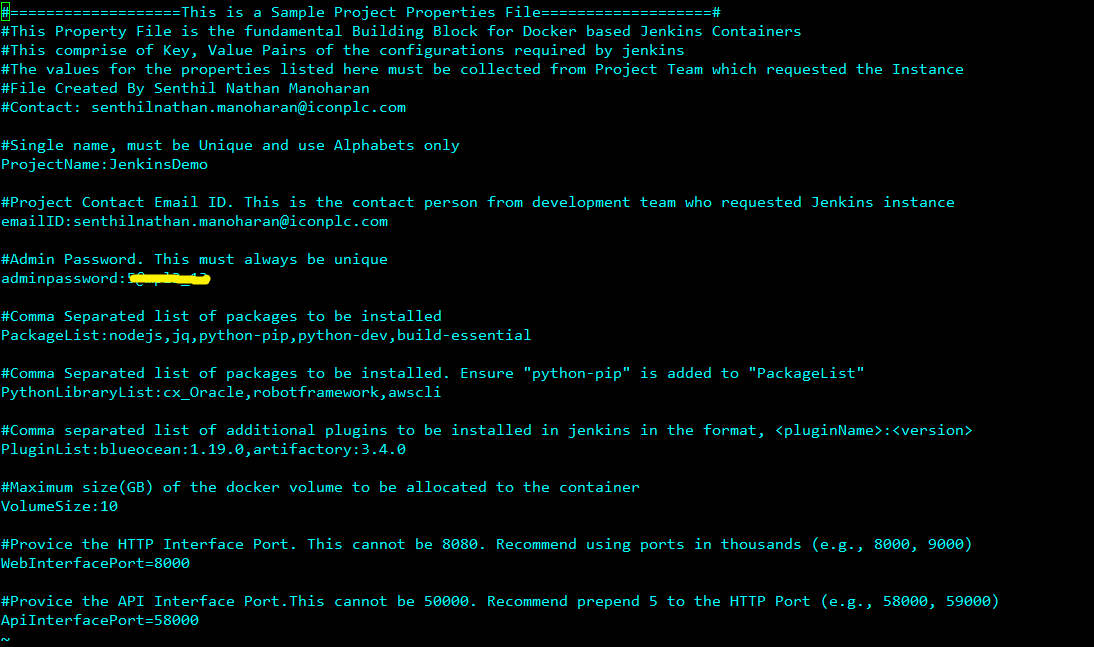 #===================This is a Sample Project Properties File===================#
#This Property File is the fundamental Building Block for Docker based Jenkins Containers
#This comprise of Key, Value Pairs of the configurations required by jenkins
#The values for the properties listed here must be collected from Project Team which requested the Instance
#File Created By Senthil Nathan Manoharan
#Contact: senthilnathan.manoharan@iconplc.com
#Single name, must be Unique and use Alphabets only
ProjectName:JenkinsDemo
#Project Contact Email ID. This is the contact person from development team who requested Jenkins instance
emailID:senthilnathan.manoharan@iconplc.com
#Admin Password. This must always be unique
adminpassword:
#Comma Separated list of packages to be installed
PackageList:nodejs,jq,python-pip,python-dev,build-essential
#Comma Separated list of packages to be installed. Ensure "python-pip" is added to "PackageList"
PythonLibraryList:cx_Oracle,robotframework,awscli
#Comma separated list of additional plugins to be installed in jenkins in the format, <pluginName>:<version>
PluginList:blueocean:1.19.0,artifactory:3.4.0
#Maximum size(GB) of the docker volume to be allocated to the container
VolumeSize:10
#Provice the HTTP Interface Port. This cannot be 8080. Recommend using ports in thousands (e.g., 8000, 9000)
WebInterfacePort=8000
#Provice the API Interface Port.This cannot be 50000. Recommend prepend 5 to the HTTP Port (e.g., 58000, 59000)
ApiInterfacePort=58000
~